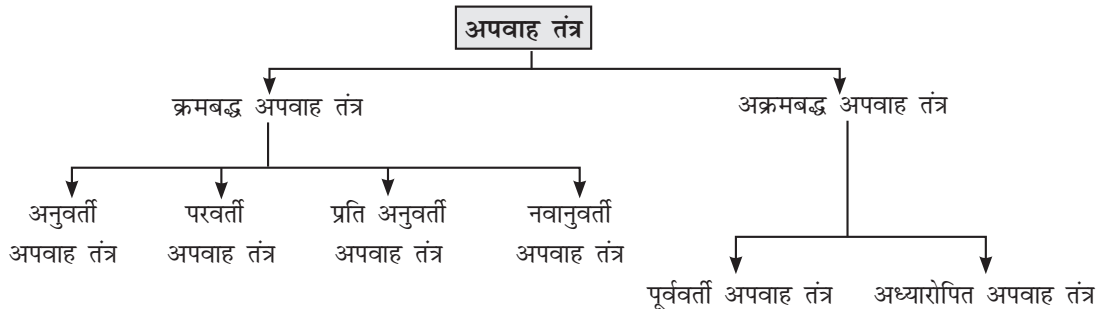 अपवाह तंत्र
क्रमबद्ध अपवाह तंत्र
अक्रमबद्ध अपवाह तंत्र
अनुवर्ती
अपवाह तंत्र
परवर्ती
अपवाह तंत्र
प्रति अनुवर्ती
अपवाह तंत्र
नवानुवर्ती
अपवाह तंत्र
पूर्ववर्ती अपवाह तंत्र
अध्यारोपित अपवाह तंत्र